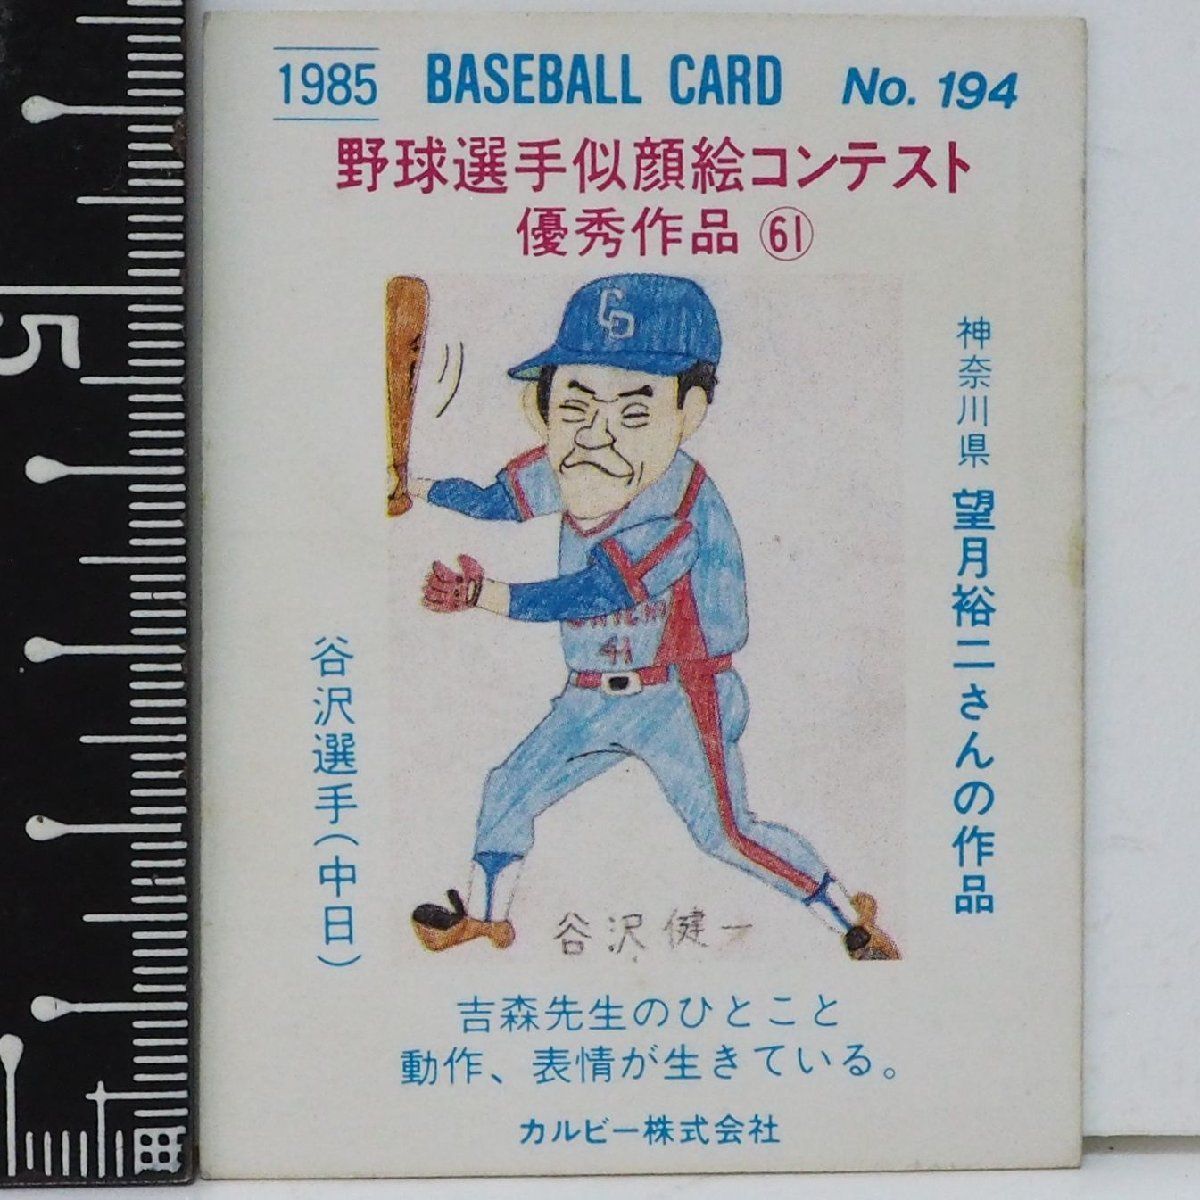 1985 BASEBALL CARD No. 194
野球選手似顔絵コンテスト
優秀作品 61
神奈川県 望月裕二さんの作品
CD
41
谷沢選手(中日)
谷沢健一
吉森先生のひとこと
動作、表情が生きている。
カルビー株式会社
5